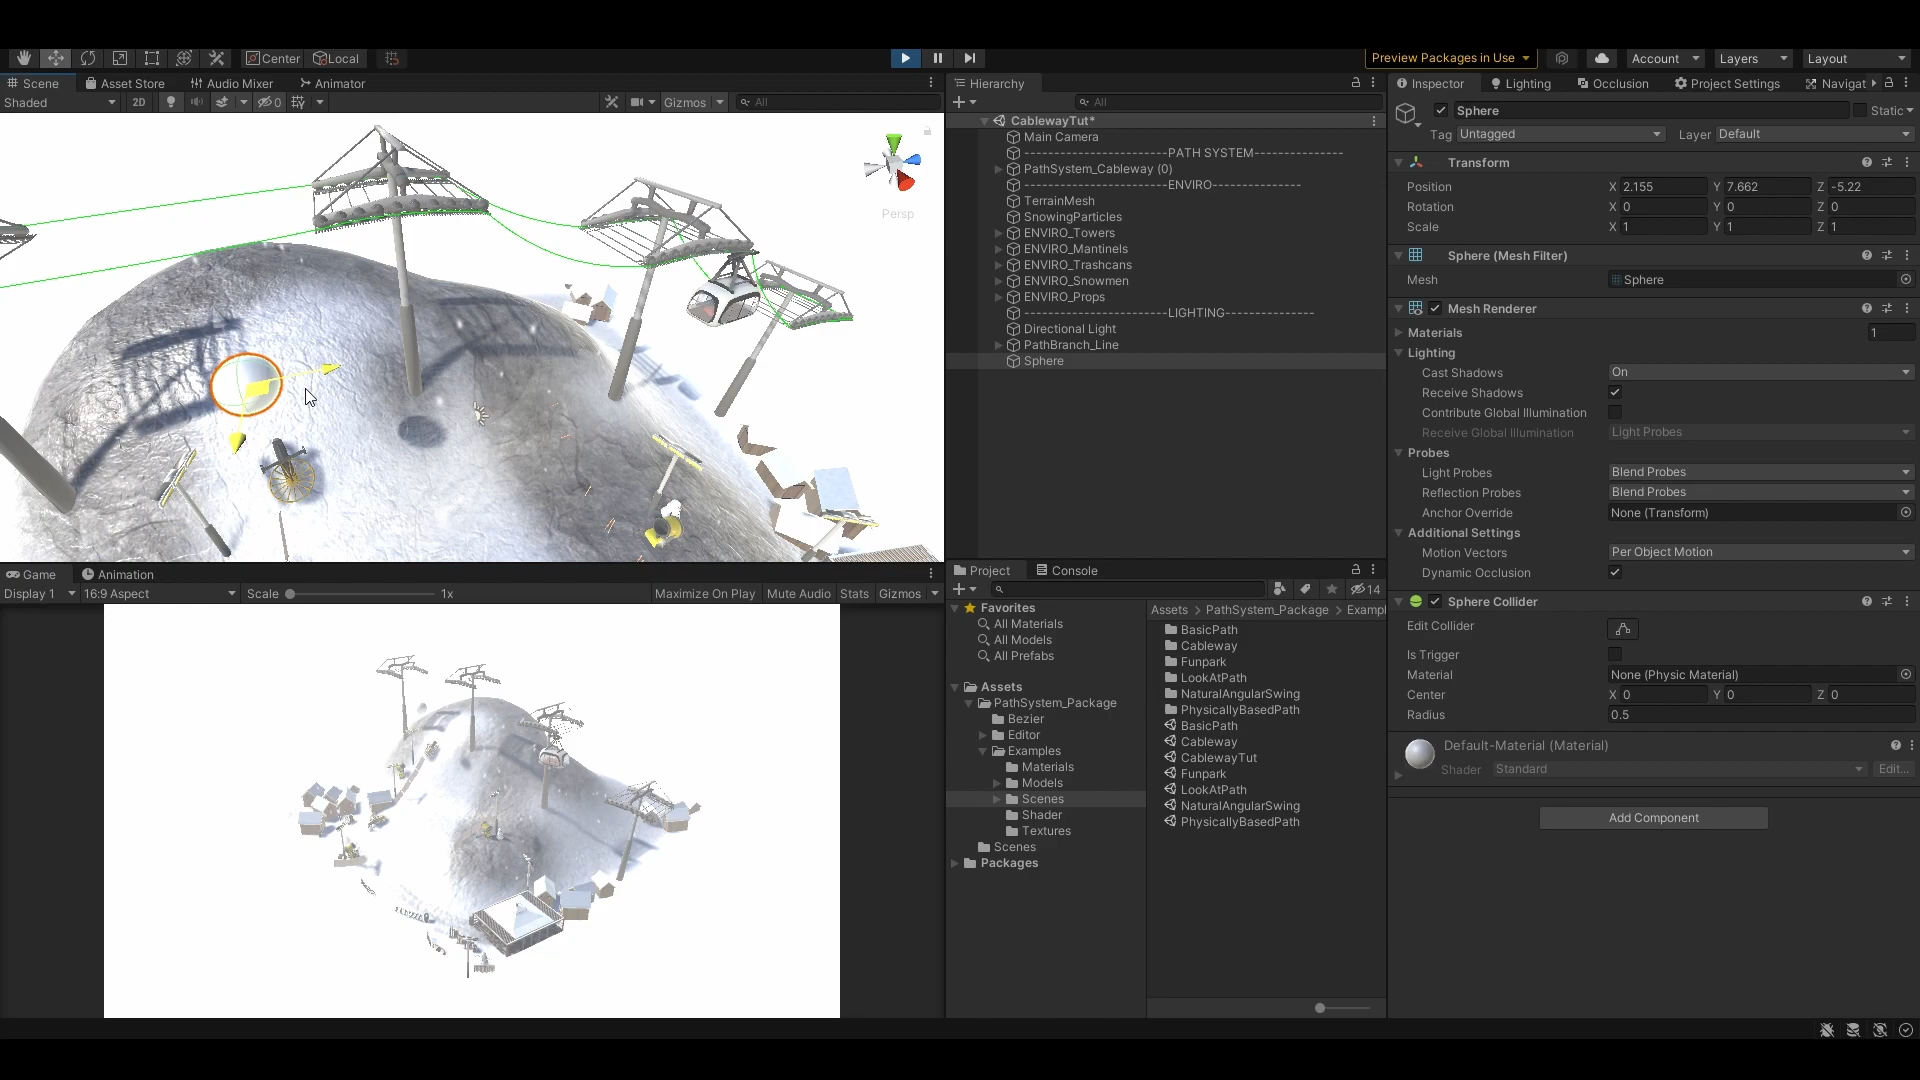 Center
Local
Preview Packages in Use
Account
Layers
Layout
Scene
Asset Store
Audio Mixer
Animator
Shaded
2D
0
Gizmos
All
Persp
Hierarchy
All
CablewayTut*
Main Camera
------------------------PATH SYSTEM---------------
PathSystem_Cableway (0)
------------------------ENVIRO---------------
TerrainMesh
SnowingParticles
ENVIRO_Towers
ENVIRO_Mantinels
ENVIRO_Trashcans
ENVIRO_Snowmen
ENVIRO_Props
------------------------LIGHTING---------------
Directional Light
PathBranch_Line
Sphere
Inspector
Lighting
Occlusion
Project Settings
Navigat
Sphere
Static
Tag
Untagged
Layer
Default
Transform
Position X 2.155 Y 7.662 Z -5.22
Rotation X 0 Y 0 Z 0
Scale X 1 Y 1 Z 1
Sphere (Mesh Filter)
Mesh Sphere
Mesh Renderer
Materials 1
Lighting
Cast Shadows On
Receive Shadows
Contribute Global Illumination
Receive Global Illumination Light Probes
Probes
Light Probes Blend Probes
Reflection Probes Blend Probes
Anchor Override None (Transform)
Additional Settings
Motion Vectors Per Object Motion
Dynamic Occlusion
Sphere Collider
Edit Collider
Is Trigger
Material None (Physic Material)
Center X 0 Y 0 Z 0
Radius 0.5
Default-Material (Material)
Shader Standard Edit...
Add Component
Game
Animation
Display 1
16:9 Aspect
Scale
1x
Maximize On Play
Mute Audio
Stats
Gizmos
Project
Console
14
Favorites
All Materials
All Models
All Prefabs
Assets
PathSystem_Package
Bezier
Editor
Examples
Materials
Models
Scenes
Shader
Textures
Scenes
Packages
Assets > PathSystem_Package > Exampl
BasicPath
Cableway
Funpark
LookAtPath
NaturalAngularSwing
PhysicallyBasedPath
BasicPath
Cableway
CablewayTut
Funpark
LookAtPath
NaturalAngularSwing
PhysicallyBasedPath